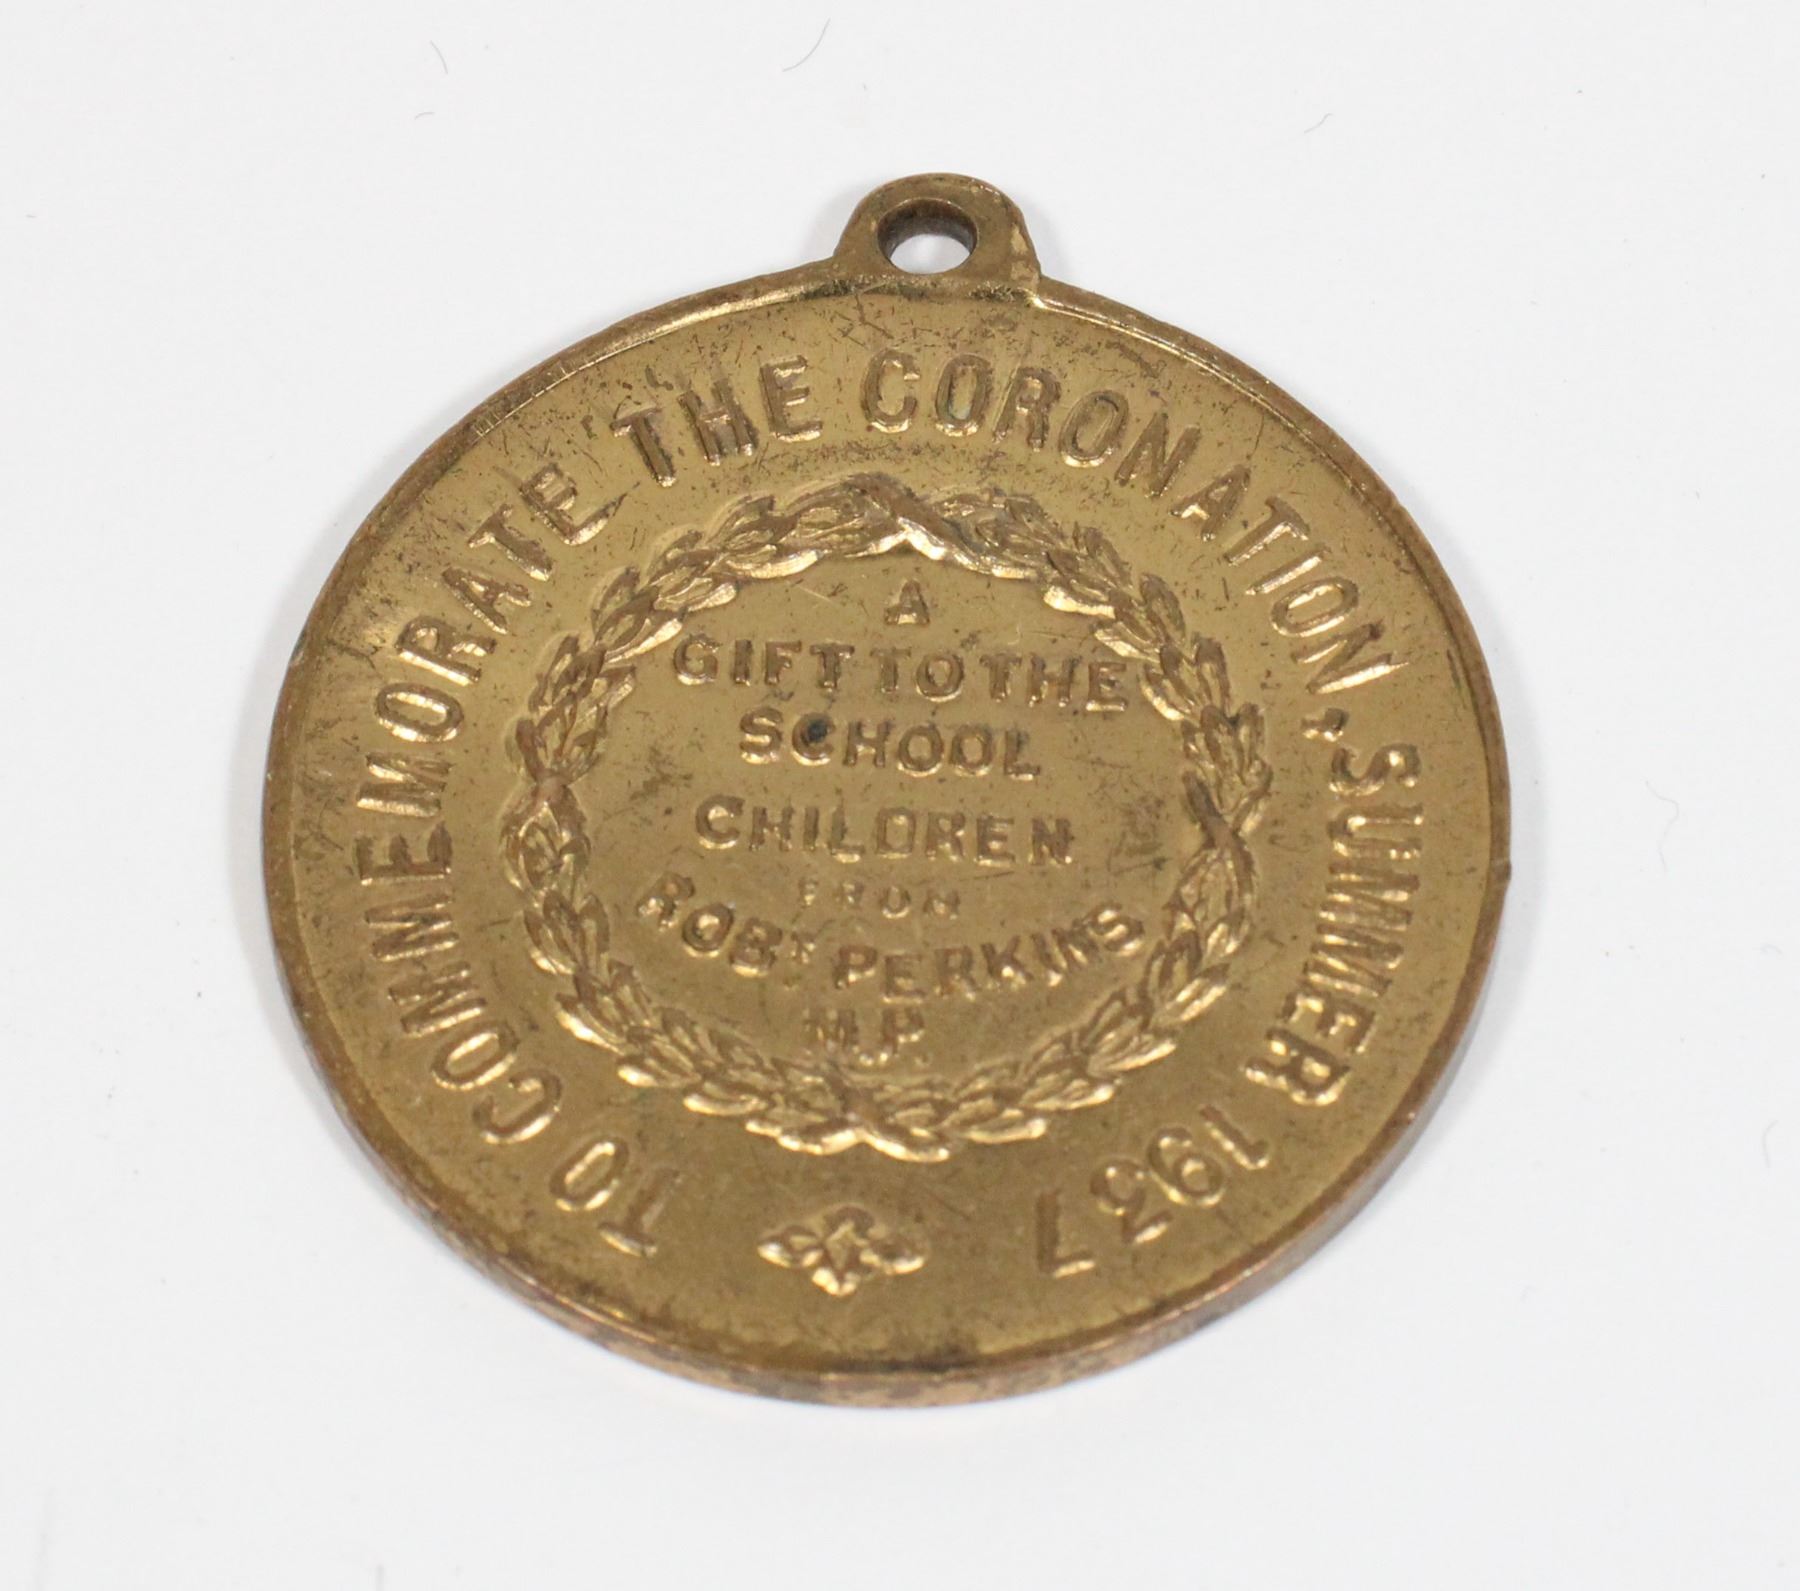 TO COMMEMORATE THE CORONATION, SUMMER 1937
A
GIFT TO THE
SCHOOL
CHILDREN
FROM
ROBT. PERKINS
M.P.